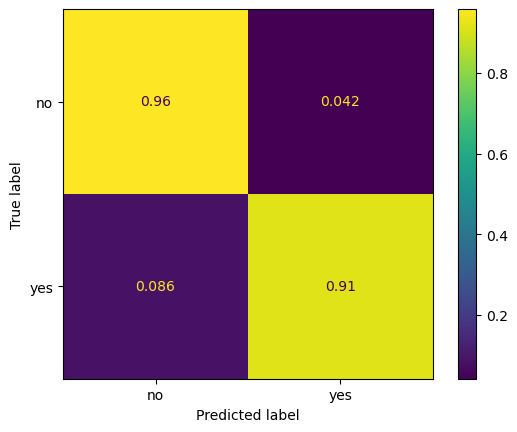 0.8
no
0.96
0.042
0.6
True label
0.4
yes
0.086
0.91
0.2
no
yes
Predicted label